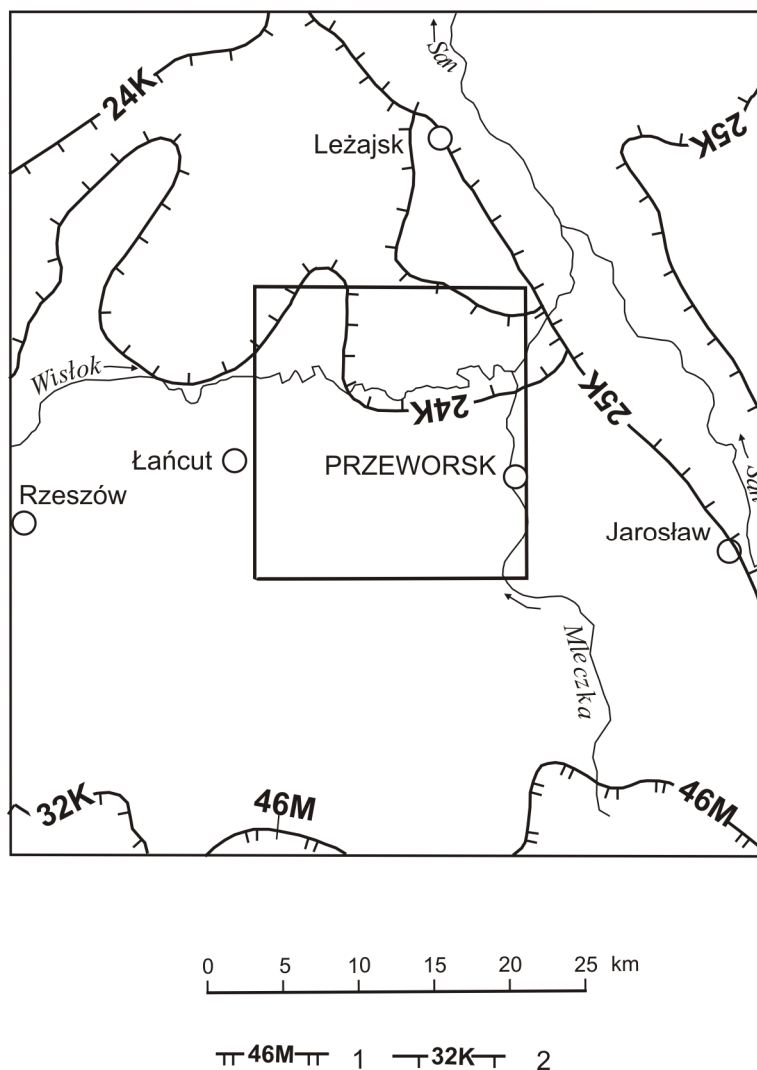 San
24K
25K
Leżajsk
Wisłok
24K
25K
Łańcut
PRZEWORSK
Rzeszów
San
Jarosław
Mleczka
32K
46M
46M
0 5 10 15 20 25 km
46M 1 32K 2